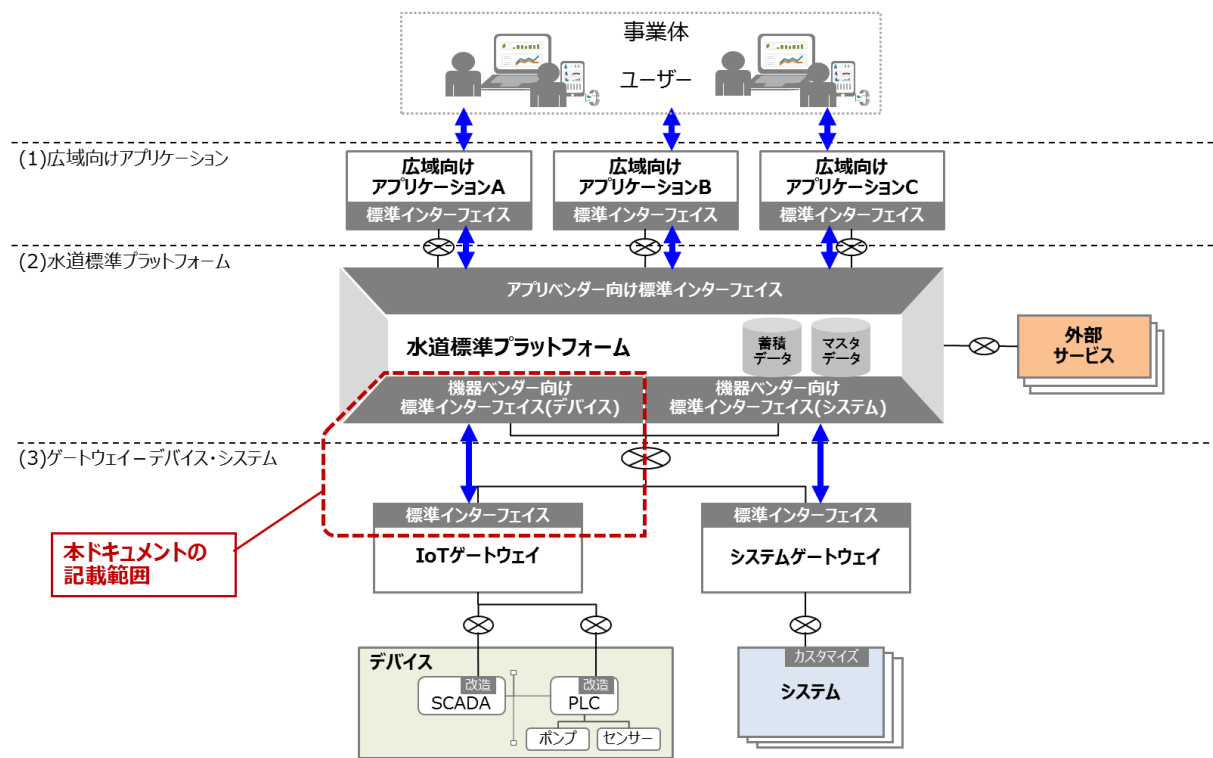 事業体
ユーザー
(1)広域向けアプリケーション
広域向け
アプリケーションA
標準インターフェイス
広域向け
アプリケーションB
標準インターフェイス
広域向け
アプリケーションC
標準インターフェイス
(2)水道標準プラットフォーム
アプリベンダー向け標準インターフェイス
水道標準プラットフォーム
蓄積
データ
マスタ
データ
外部
サービス
機器ベンダー向け
標準インターフェイス(デバイス)
機器ベンダー向け
標準インターフェイス(システム)
(3)ゲートウェイ－デバイス・システム
標準インターフェイス
IoTゲートウェイ
標準インターフェイス
システムゲートウェイ
本ドキュメントの
記載範囲
デバイス
改造
SCADA
改造
PLC
ポンプ
センサー
カスタマイズ
システム